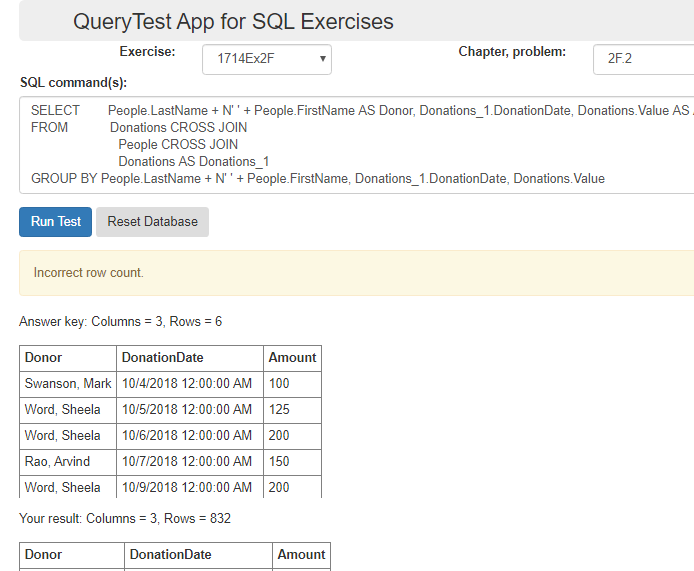 QueryTest App for SQL Exercises
Exercise: 1714Ex2F Chapter, problem: 2F.2
SQL command(s):
SELECT People.LastName + N' ' + People.FirstName AS Donor, Donations_1.DonationDate, Donations.Value AS
FROM Donations CROSS JOIN
People CROSS JOIN
Donations AS Donations_1
GROUP BY People.LastName + N' ' + People.FirstName, Donations_1.DonationDate, Donations.Value
Run Test Reset Database
Incorrect row count.
Answer key: Columns = 3, Rows = 6
Donor DonationDate Amount
Swanson, Mark 10/4/2018 12:00:00 AM 100
Word, Sheela 10/5/2018 12:00:00 AM 125
Word, Sheela 10/6/2018 12:00:00 AM 200
Rao, Arvind 10/7/2018 12:00:00 AM 150
Word, Sheela 10/9/2018 12:00:00 AM 200
Your result: Columns = 3, Rows = 832
Donor DonationDate Amount